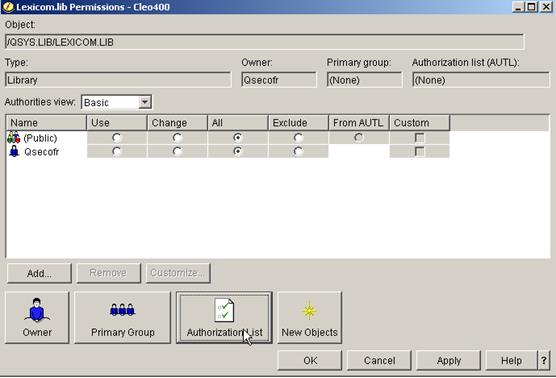 Lexicom.lib Permissions - Cleo400
Object:
/QSYS.LIB/LEXICOM.LIB
Type: Owner: Primary group: Authorization list (AUTL):
Library Qsecofr (None) (None)
Authorities view: Basic
Name Use Change All Exclude From AUTL Custom
(Public)
Qsecofr
Add... Remove Customize...
Owner Primary Group Authorization List New Objects
OK Cancel Apply Help ?